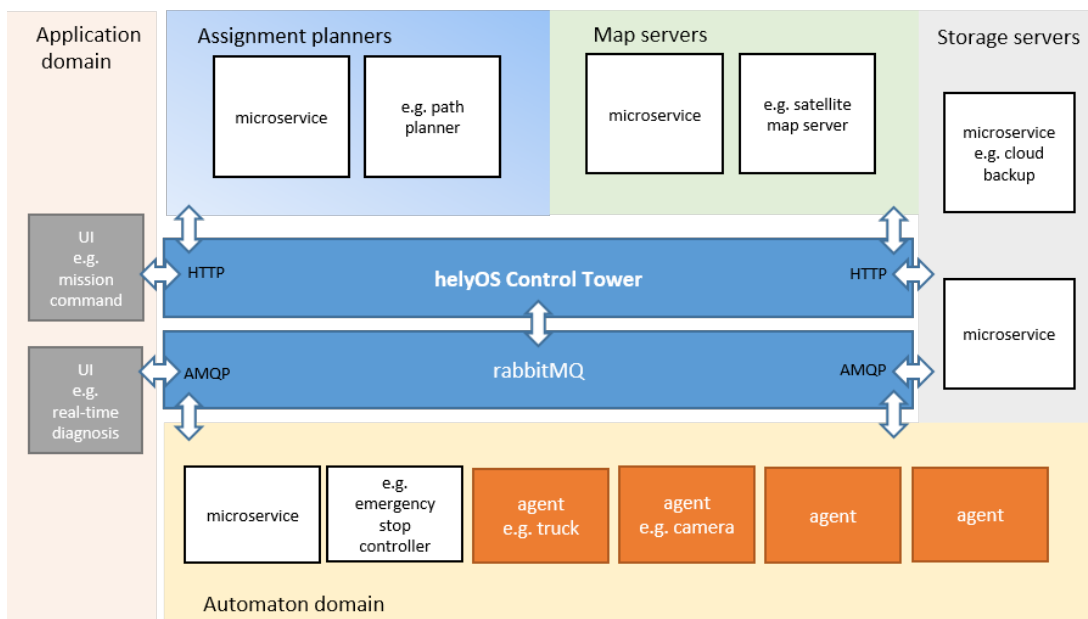 Application
domain
Assignment planners
Map servers
Storage servers
microservice
e.g. path
planner
microservice
e.g. satellite
map server
microservice
e.g. cloud
backup
UI
e.g.
mission
command
HTTP
helyOS Control Tower
HTTP
microservice
UI
e.g.
real-time
diagnosis
AMQP
rabbitMQ
AMQP
microservice
e.g.
emergency
stop
controller
agent
e.g. truck
agent
e.g. camera
agent
agent
Automaton domain